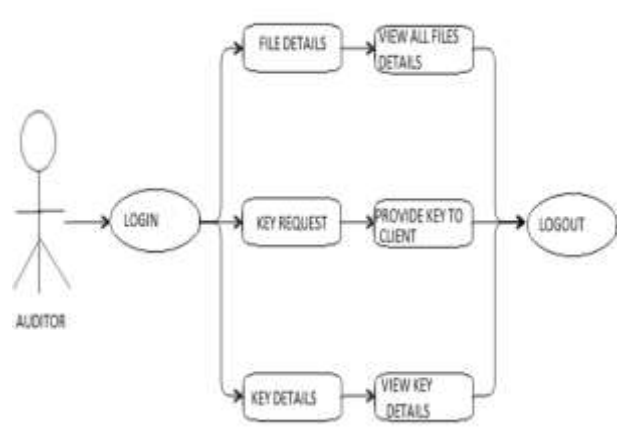 FILE DETAILS
VIEW ALL FILES
DETAILS
LOGIN
KEY REQUEST
PROVIDE KEY TO
CLIENT
LOGOUT
AUDITOR
KEY DETAILS
VIEW KEY
DETAILS